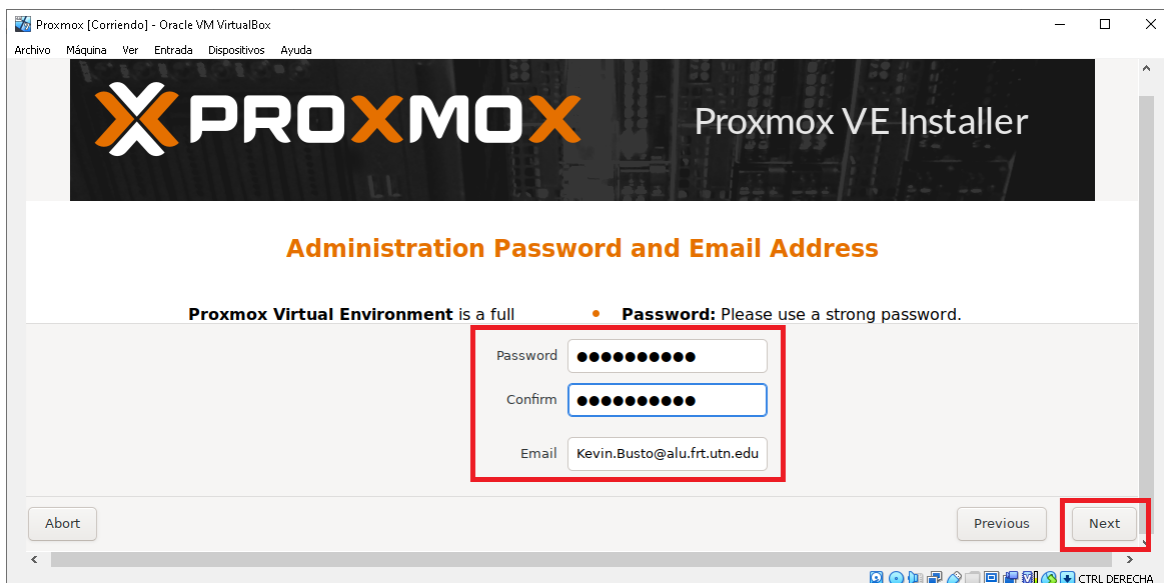 Proxmox [Corriendo] - Oracle VM VirtualBox
Archivo Máquina Ver Entrada Dispositivos Ayuda
PROXMOX Proxmox VE Installer
Administration Password and Email Address
Proxmox Virtual Environment is a full • Password: Please use a strong password.
Password ●●●●●●●●●●
Confirm ●●●●●●●●●●
Email Kevin.Busto@alu.frt.utn.edu
Abort Previous Next
CTRL DERECHA